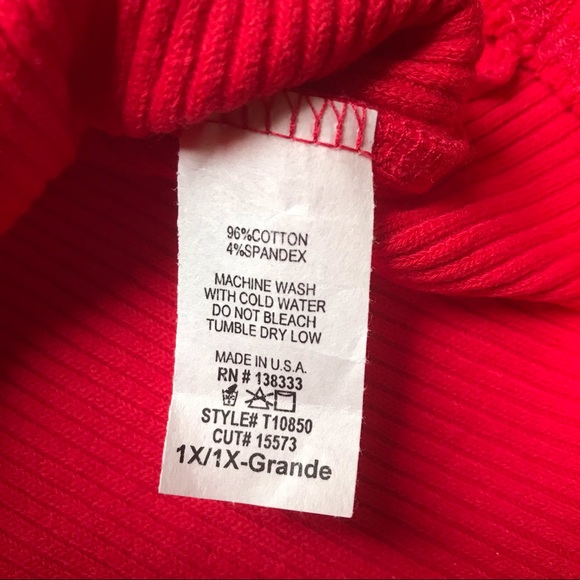 96%COTTON
4%SPANDEX
MACHINE WASH
WITH COLD WATER
DO NOT BLEACH
TUMBLE DRY LOW
MADE IN U.S.A.
RN # 138333
STYLE# T10850
CUT# 15573
1X/1X-Grande